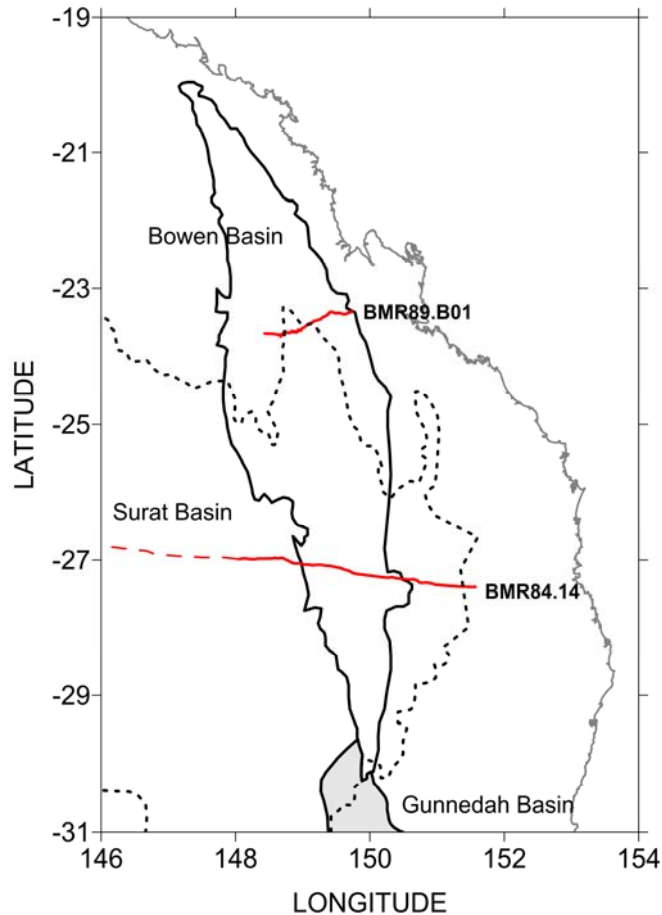 -19
-21
Bowen Basin
-23
BMR89.B01
LATITUDE
-25
Surat Basin
-27
BMR84.14
-29
Gunnedah Basin
-31
146 148 150 152 154
LONGITUDE